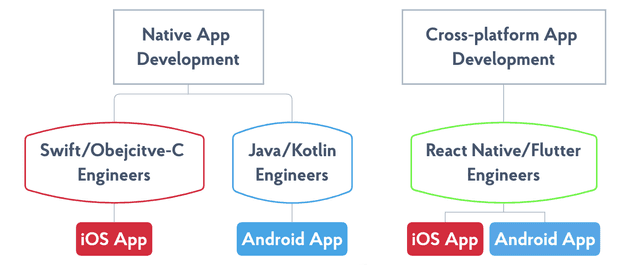 Native App
Development
Cross-platform App
Development
Swift/Obejcitve-C
Engineers
Java/Kotlin
Engineers
React Native/Flutter
Engineers
iOS App
Android App
iOS App
Android App